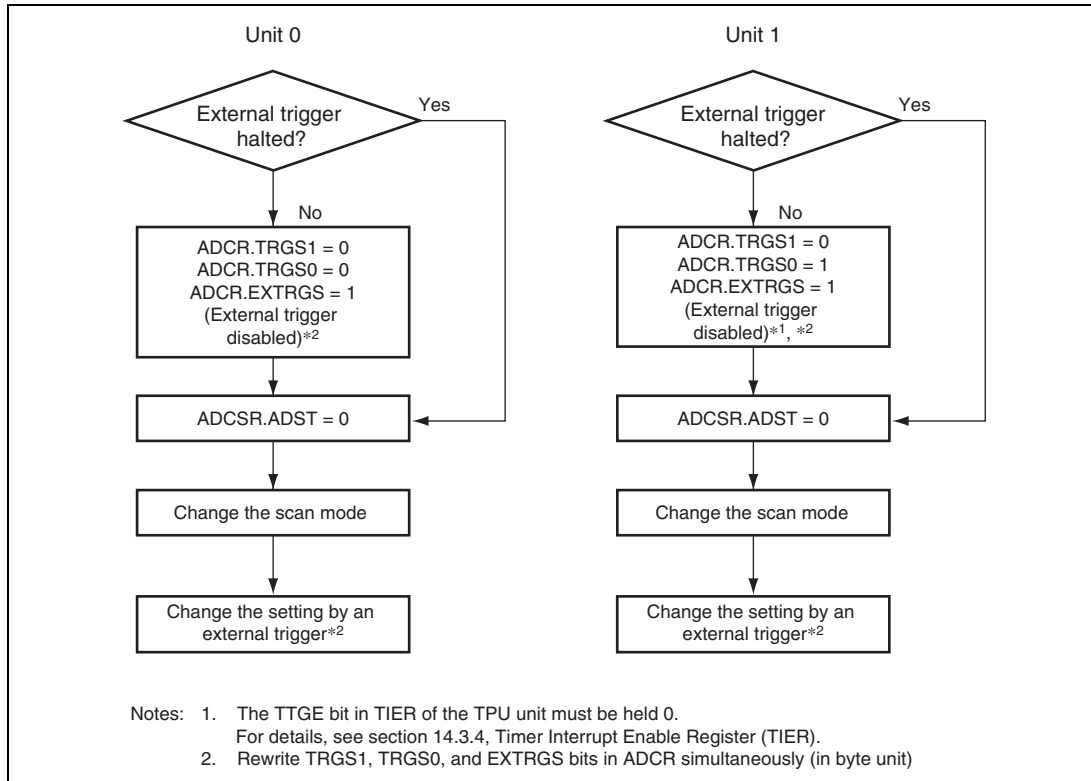 Unit 0
External trigger
halted?
Yes
No
ADCR.TRGS1 = 0
ADCR.TRGS0 = 0
ADCR.EXTRGS = 1
(External trigger
disabled)*2
ADCSR.ADST = 0
Change the scan mode
Change the setting by an
external trigger*2
Unit 1
External trigger
halted?
Yes
No
ADCR.TRGS1 = 0
ADCR.TRGS0 = 1
ADCR.EXTRGS = 1
(External trigger
disabled)*1, *2
ADCSR.ADST = 0
Change the scan mode
Change the setting by an
external trigger*2
Notes: 1. The TTGE bit in TIER of the TPU unit must be held 0.
For details, see section 14.3.4, Timer Interrupt Enable Register (TIER).
2. Rewrite TRGS1, TRGS0, and EXTRGS bits in ADCR simultaneously (in byte unit)